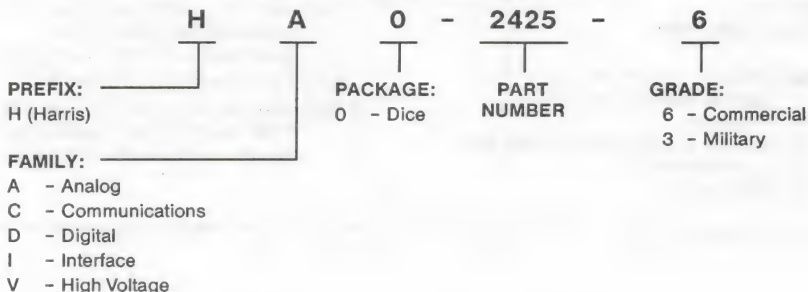 H A 0 - 2425 - 6
PREFIX:
H (Harris)
PACKAGE:
0 - Dice
PART
NUMBER
GRADE:
6 - Commercial
3 - Military
FAMILY:
A - Analog
C - Communications
D - Digital
I - Interface
V - High Voltage